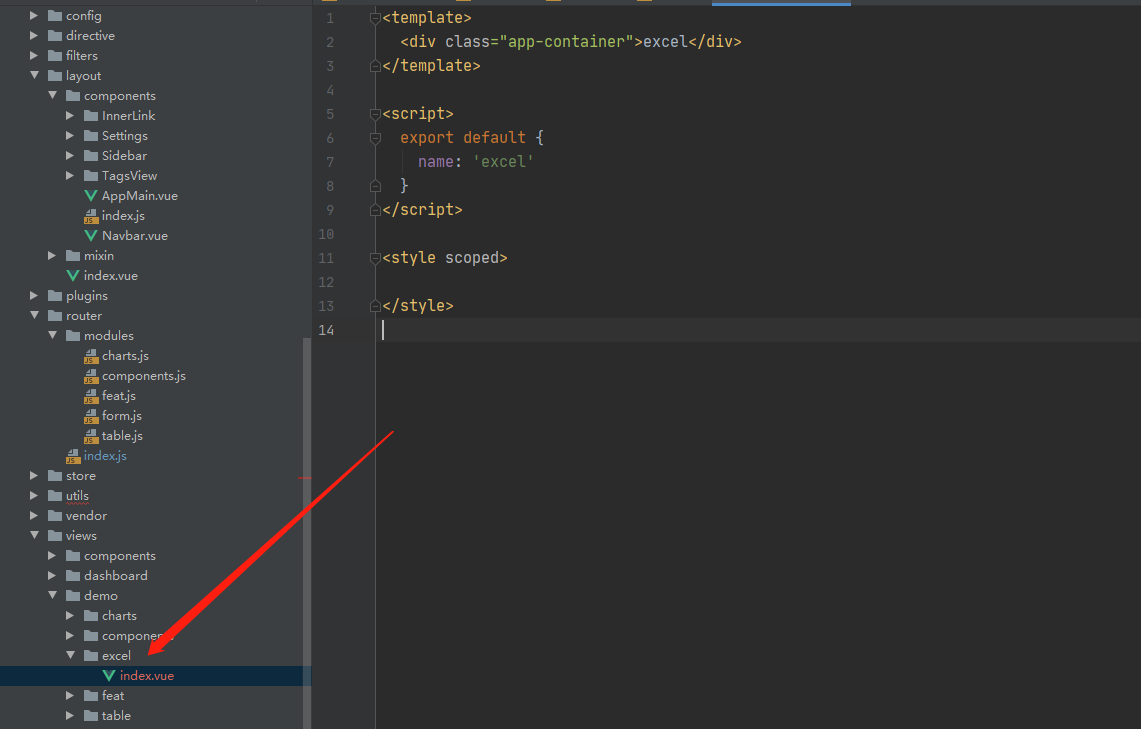 config
directive
filters
layout
components
InnerLink
Settings
Sidebar
TagsView
AppMain.vue
index.js
Navbar.vue
mixin
index.vue
plugins
router
modules
charts.js
components.js
feat.js
form.js
table.js
index.js
store
utils
vendor
views
components
dashboard
demo
charts
components
excel
index.vue
feat
table
1 <template>
2 <div class="app-container">excel</div>
3 </template>
4
5 <script>
6 export default {
7 name: 'excel'
8 }
9 </script>
10
11 <style scoped>
12
13 </style>
14